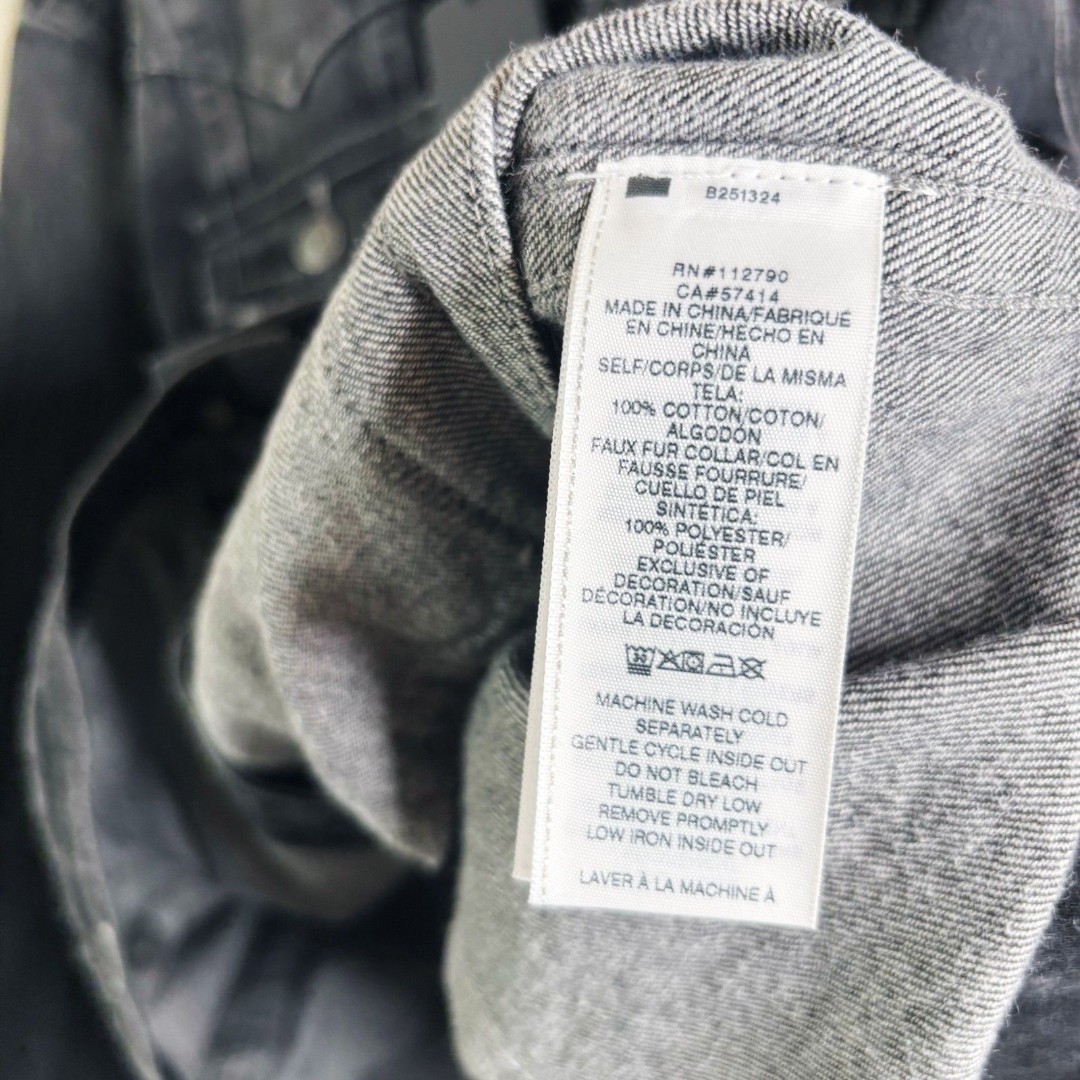 B251324
RN#112790
CA#57414
MADE IN CHINA/FABRIQUÉ
EN CHINE/HECHO EN
CHINA
SELF/CORPS/DE LA MISMA
TELA:
100% COTTON/COTON/
ALGODÓN
FAUX FUR COLLAR/COL EN
FAUSSE FOURRURE/
CUELLO DE PIEL
SINTÉTICA:
100% POLYESTER/
POLIÉSTER
EXCLUSIVE OF
DECORATION/SAUF
DÉCORATION/NO INCLUYE
LA DECORACIÓN
MACHINE WASH COLD
SEPARATELY
GENTLE CYCLE INSIDE OUT
DO NOT BLEACH
TUMBLE DRY LOW
REMOVE PROMPTLY
LOW IRON INSIDE OUT
LAVER À LA MACHINE À